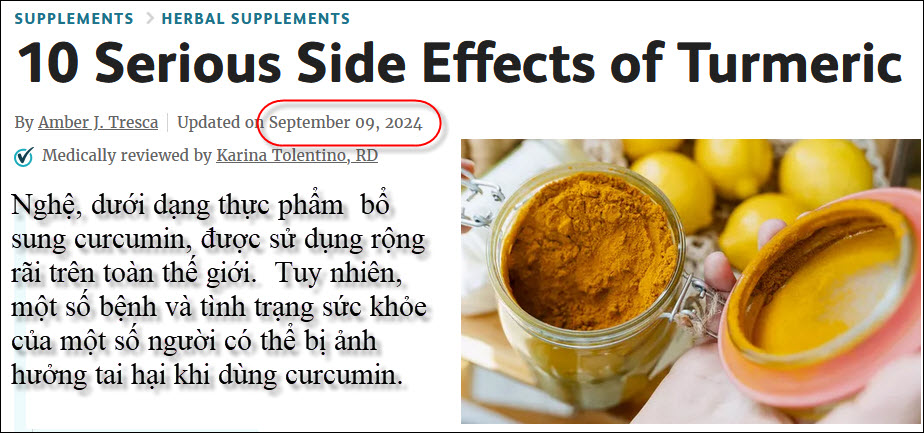 SUPPLEMENTS > HERBAL SUPPLEMENTS
10 Serious Side Effects of Turmeric
By Amber J. Tresca | Updated on September 09, 2024
Medically reviewed by Karina Tolentino, RD
Nghệ, dưới dạng thực phẩm bổ
sung curcumin, được sử dụng rộng
rãi trên toàn thế giới. Tuy nhiên,
một số bệnh và tình trạng sức khỏe
của một số người có thể bị ảnh
hưởng tai hại khi dùng curcumin.